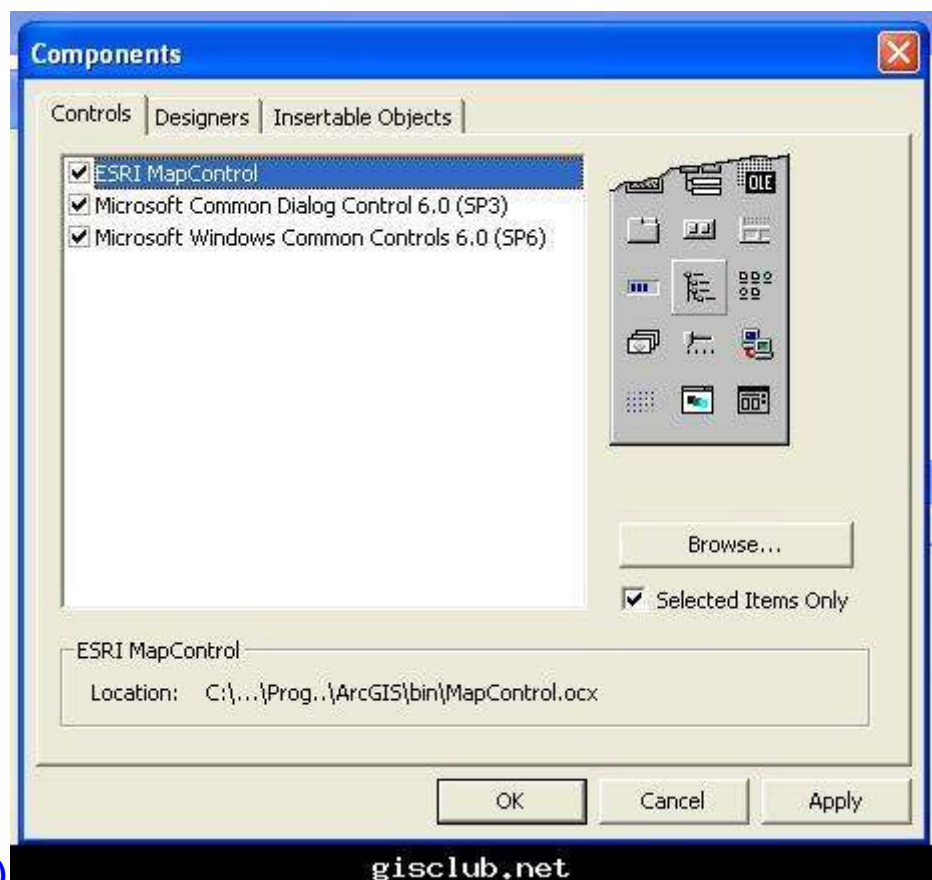 Components
Controls Designers Insertable Objects
ESRI MapControl
Microsoft Common Dialog Control 6.0 (SP3)
Microsoft Windows Common Controls 6.0 (SP6)
OLE
Browse...
Selected Items Only
ESRI MapControl
Location: C:\...\Prog..\ArcGIS\bin\MapControl.ocx
OK Cancel Apply
)
gisclub.net